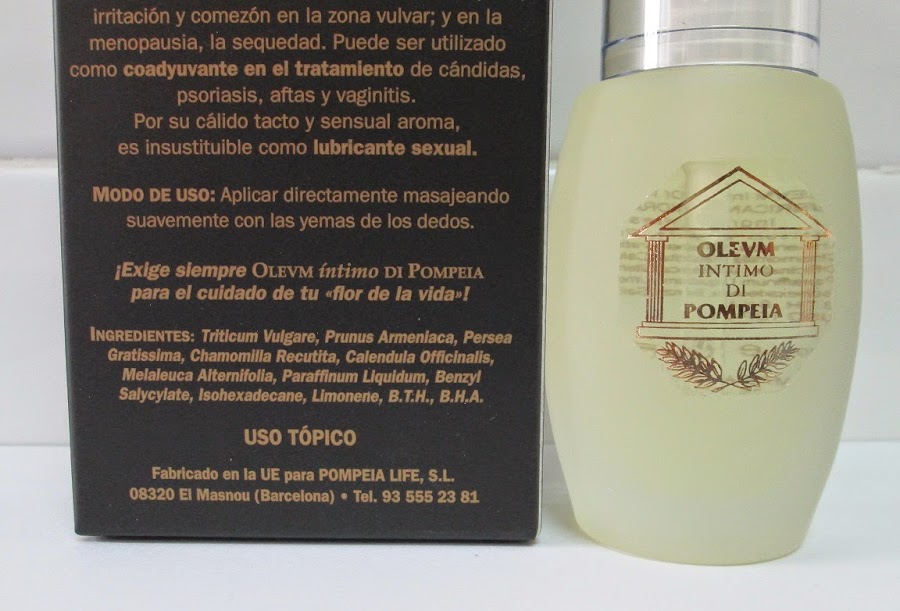 irritación y comezón en la zona vulvar; y en la
menopausia, la sequedad. Puede ser utilizado
como coadyuvante en el tratamiento de cándidas,
psoriasis, aftas y vaginitis.
Por su cálido tacto y sensual aroma,
es insustituible como lubricante sexual.
MODO DE USO: Aplicar directamente masajeando
suavemente con las yemas de los dedos.
¡Exige siempre OLEVM íntimo DI POMPEIA
para el cuidado de tu «flor de la vida»!
INGREDIENTES: Triticum Vulgare, Prunus Armeniaca, Persea
Gratissima, Chamomilla Recutita, Calendula Officinalis,
Melaleuca Alternifolia, Paraffinum Liquidum, Benzyl
Salycylate, Isohexadecane, Limonene, B.T.H., B.H.A.
USO TÓPICO
Fabricado en la UE para POMPEIA LIFE, S.L.
08320 El Masnou (Barcelona) • Tel. 93 555 23 81
OLEVM
INTIMO
DI
POMPEIA